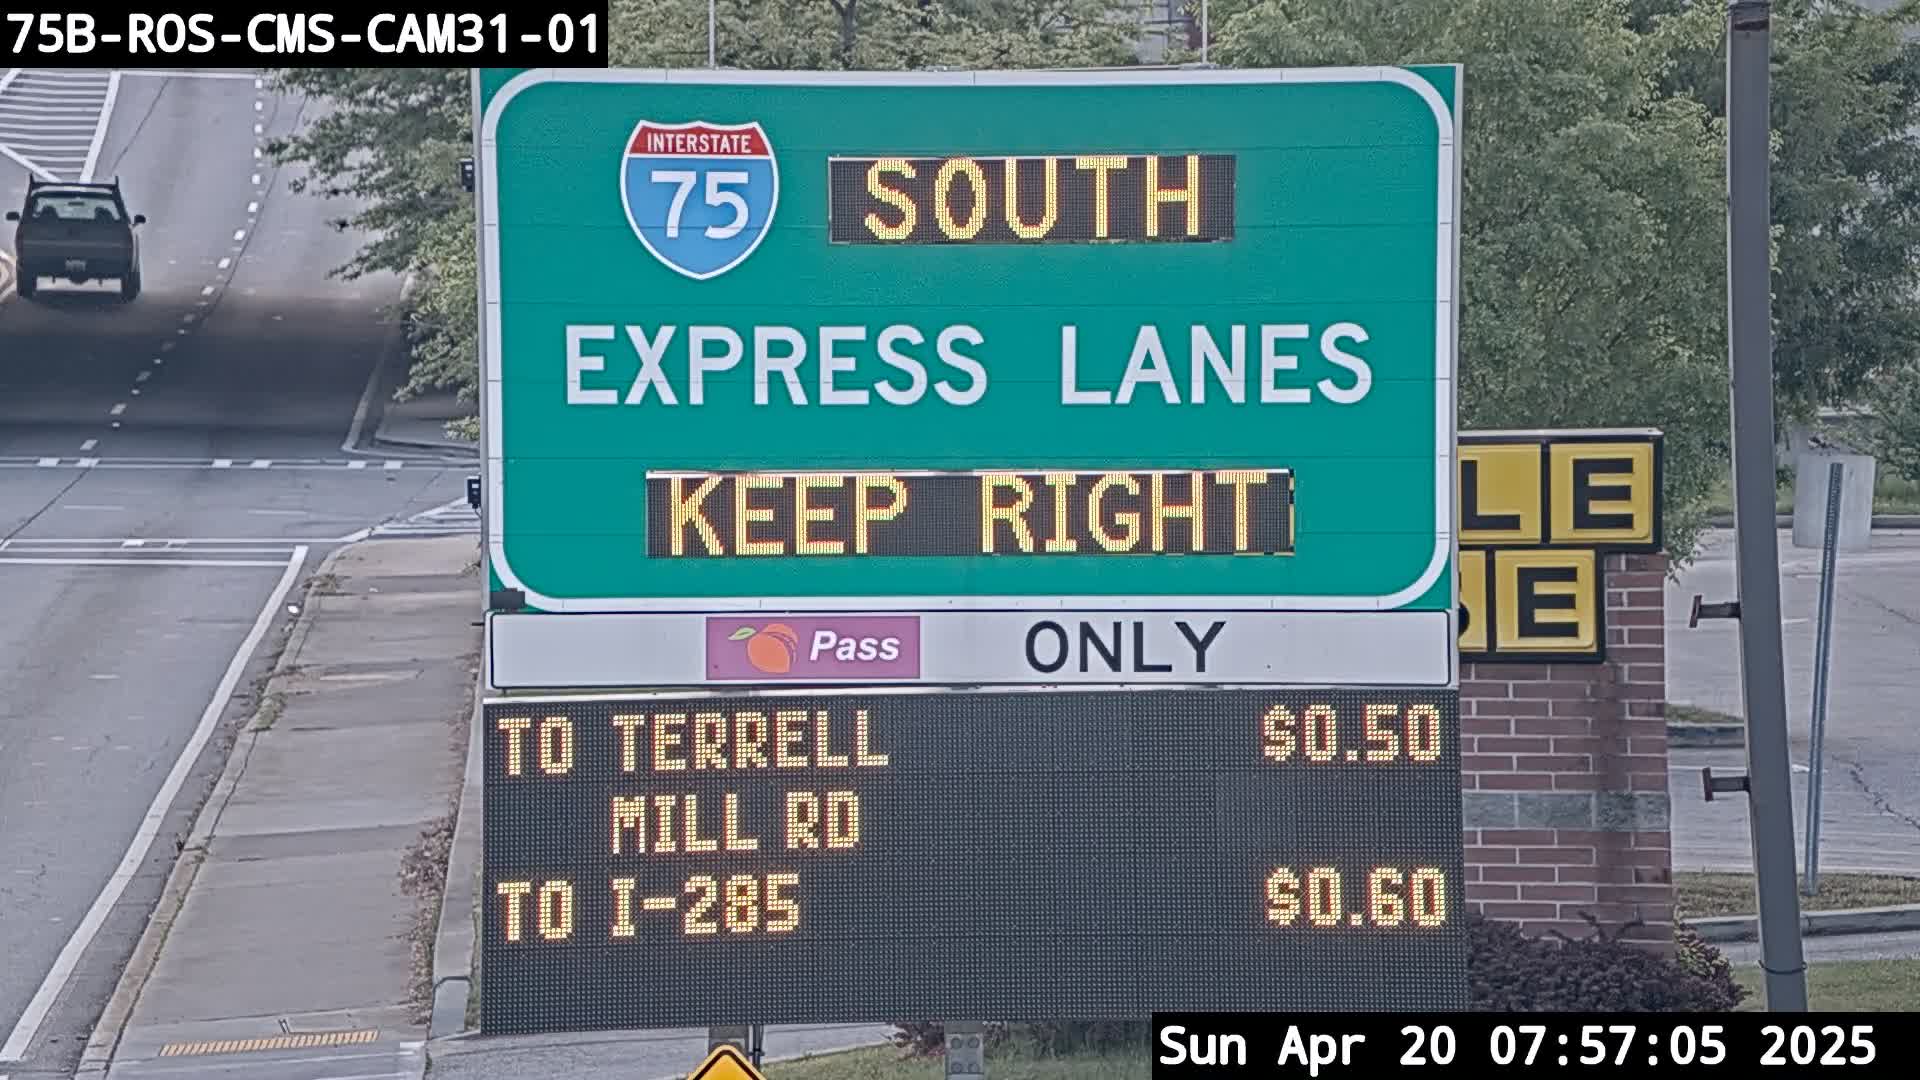 75B-ROS-CMS-CAM31-01
INTERSTATE
75
SOUTH
EXPRESS LANES
KEEP RIGHT
Pass ONLY
TO TERRELL $0.50
MILL RD
TO I-285 $0.60
LE
E
Sun Apr 20 07:57:05 2025